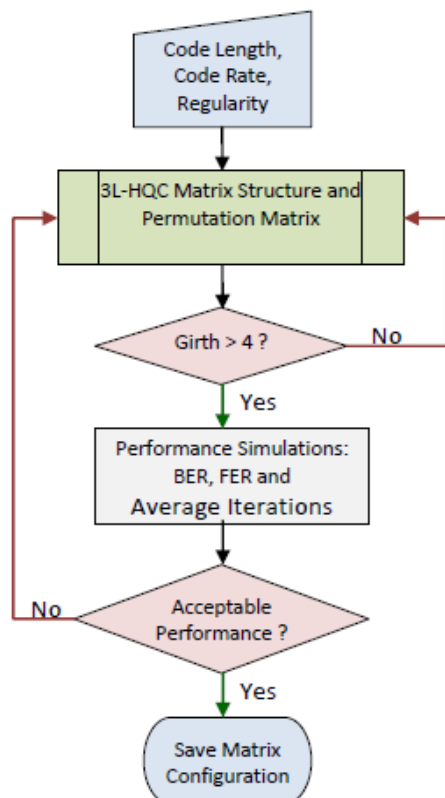 Code Length,
Code Rate,
Regularity
3L-HQC Matrix Structure and
Permutation Matrix
Girth > 4 ?
No
Yes
Performance Simulations:
BER, FER and
Average Iterations
No
Acceptable
Performance ?
Yes
Save Matrix
Configuration